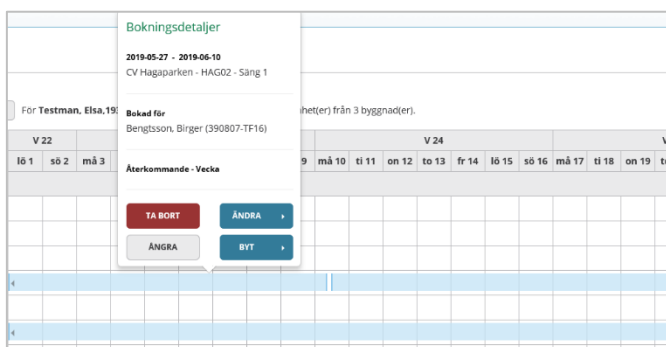 Bokningsdetaljer
2019-05-27 - 2019-06-10
CV Hagaparken - HAG02 - Säng 1
För Testman, Elsa,193 het(er) från 3 byggnad(er).
Bokad för
Bengtsson, Birger (390807-TF16)
V 22 V 24 V
lö 1 sö 2 må 3 9 må 10 ti 11 on 12 to 13 fr 14 lö 15 sö 16 må 17 ti 18 on 19
Återkommande - Vecka
TA BORT ÄNDRA
ÅNGRA BYT